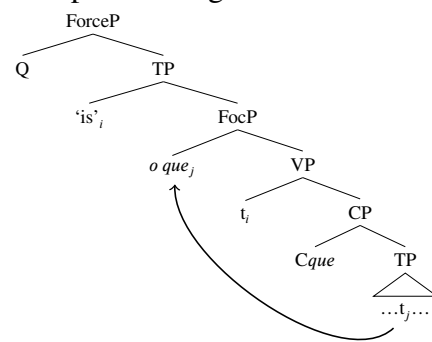 ForceP
Q TP
‘is’i
FocP
o quej
VP
ti
CP
Cque TP
…tj…